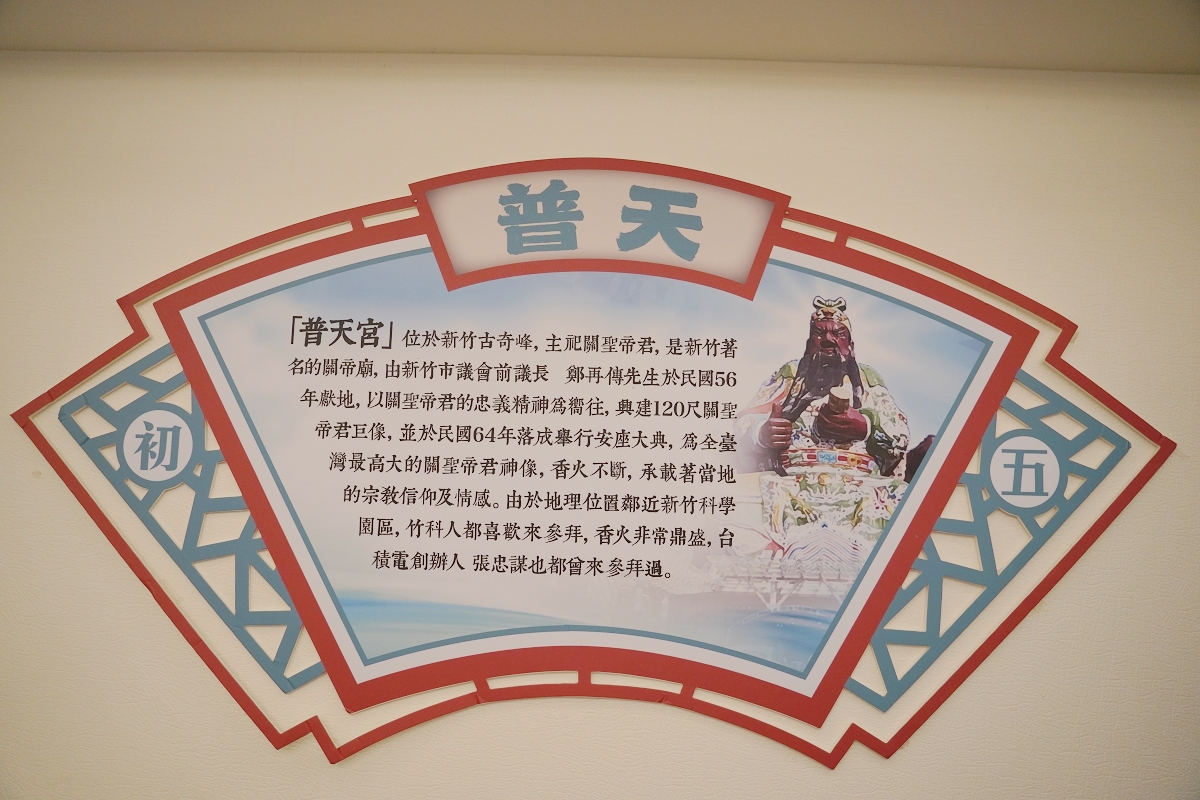 普天
「普天宮」位於新竹古奇峰，主祀關聖帝君，是新竹著
名的關帝廟，由新竹市議會前議長 鄭再傳先生於民國56
年獻地，以關聖帝君的忠義精神為嚮往，興建120尺關聖
帝君巨像，並於民國64年落成舉行安座大典，為全臺
灣最高大的關聖帝君神像，香火不斷，承載著當地
的宗教信仰及情感。由於地理位置鄰近新竹科學
園區，竹科人都喜歡來參拜，香火非常鼎盛，台
積電創辦人 張忠謀也都曾來參拜過。
初
五